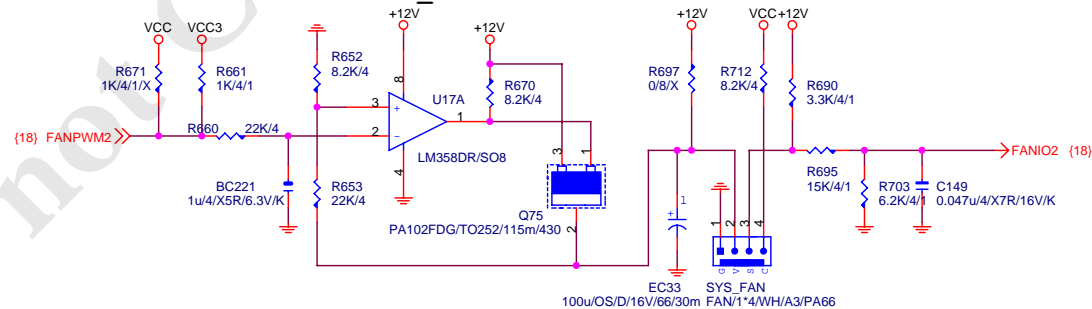 not C
VCC
VCC3
+12V
+12V
+12V
VCC
+12V
R671
1K/4/1/X
R661
1K/4/1
R652
8.2K/4
8
U17A
3
+
2
−
1
4
LM358DR/SO8
R670
8.2K/4
R697
0/8/X
R712
8.2K/4
R690
3.3K/4/1
{18} FANPWM2
R660
22K/4
BC221
1u/4/X5R/6.3V/K
R653
22K/4
3
1
2
Q75
PA102FDG/TO252/115m/430
+
1
EC33
100u/OS/D/16V/66/30m
1
2
3
4
G
V
S
C
SYS_FAN
FAN/1*4/WH/A3/PA66
R695
15K/4/1
R703
6.2K/4/1
C149
0.047u/4/X7R/16V/K
FANIO2 {18}